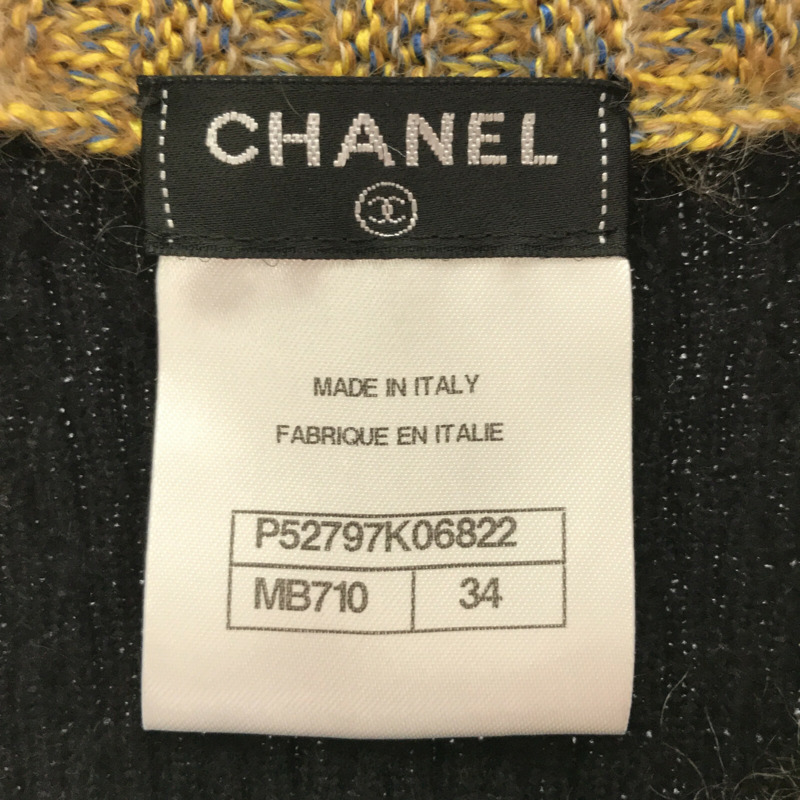 CHANEL
MADE IN ITALY
FABRIQUE EN ITALIE
P52797K06822
MB710 34